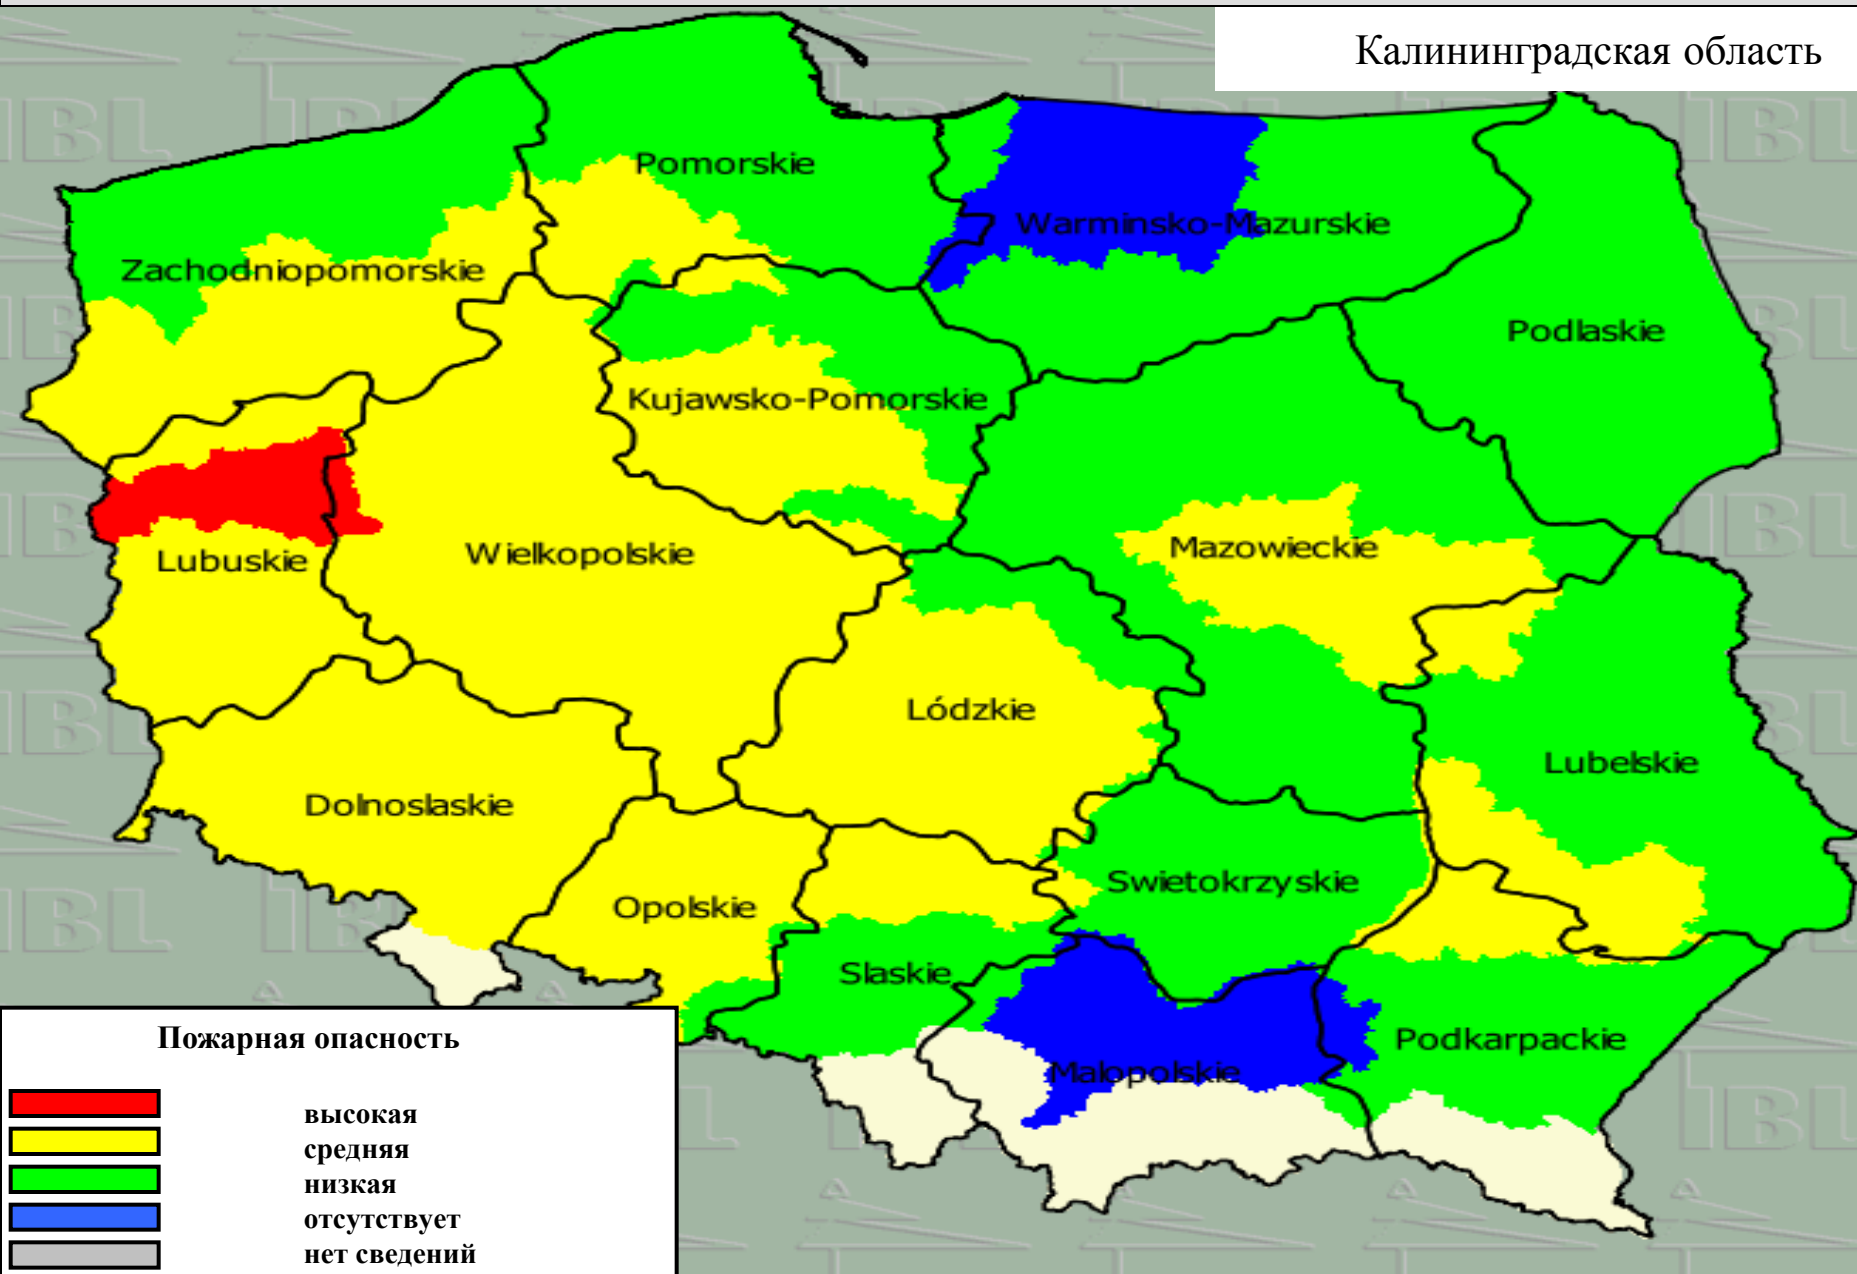 Калининградская область
Pomorskie
Warminsko-Mazurskie
Zachodniopomorskie
Podlaskie
Kujawsko-Pomorskie
Mazowieckie
Wielkopolskie
Lubuskie
Lódzkie
Lubelskie
Dolnoslaskie
Swietokrzyskie
Opolskie
Slaskie
Podkarpackie
Malopolskie
Пожарная опасность
высокая
средняя
низкая
отсутствует
нет сведений
IBL